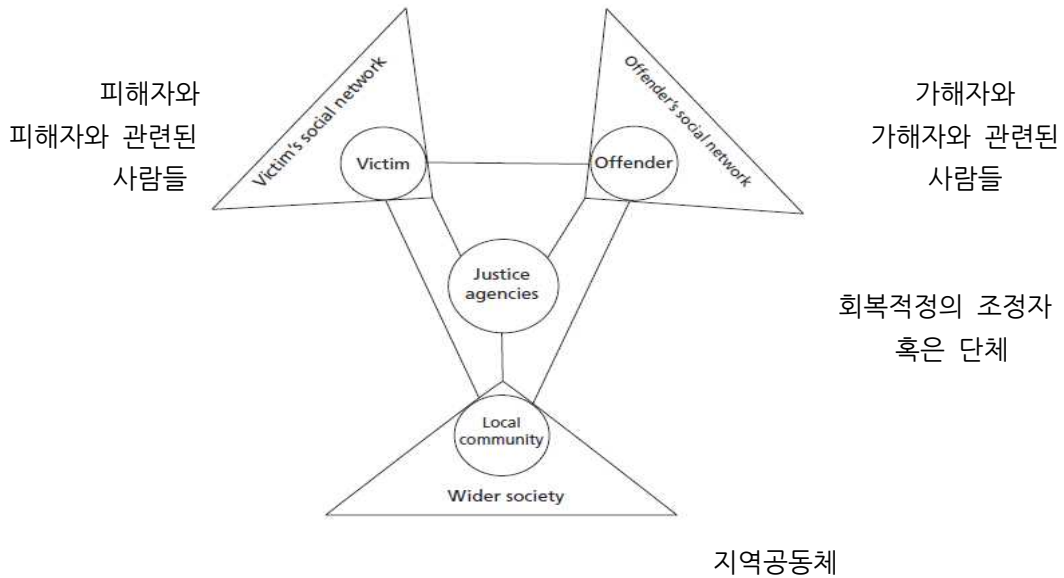 피해자와
피해자와 관련된
사람들
Victim's social network
Victim
Offender
Offender's social network
가해자와
가해자와 관련된
사람들
Justice
agencies
회복적정의 조정자
혹은 단체
Local
community
Wider society
지역공동체